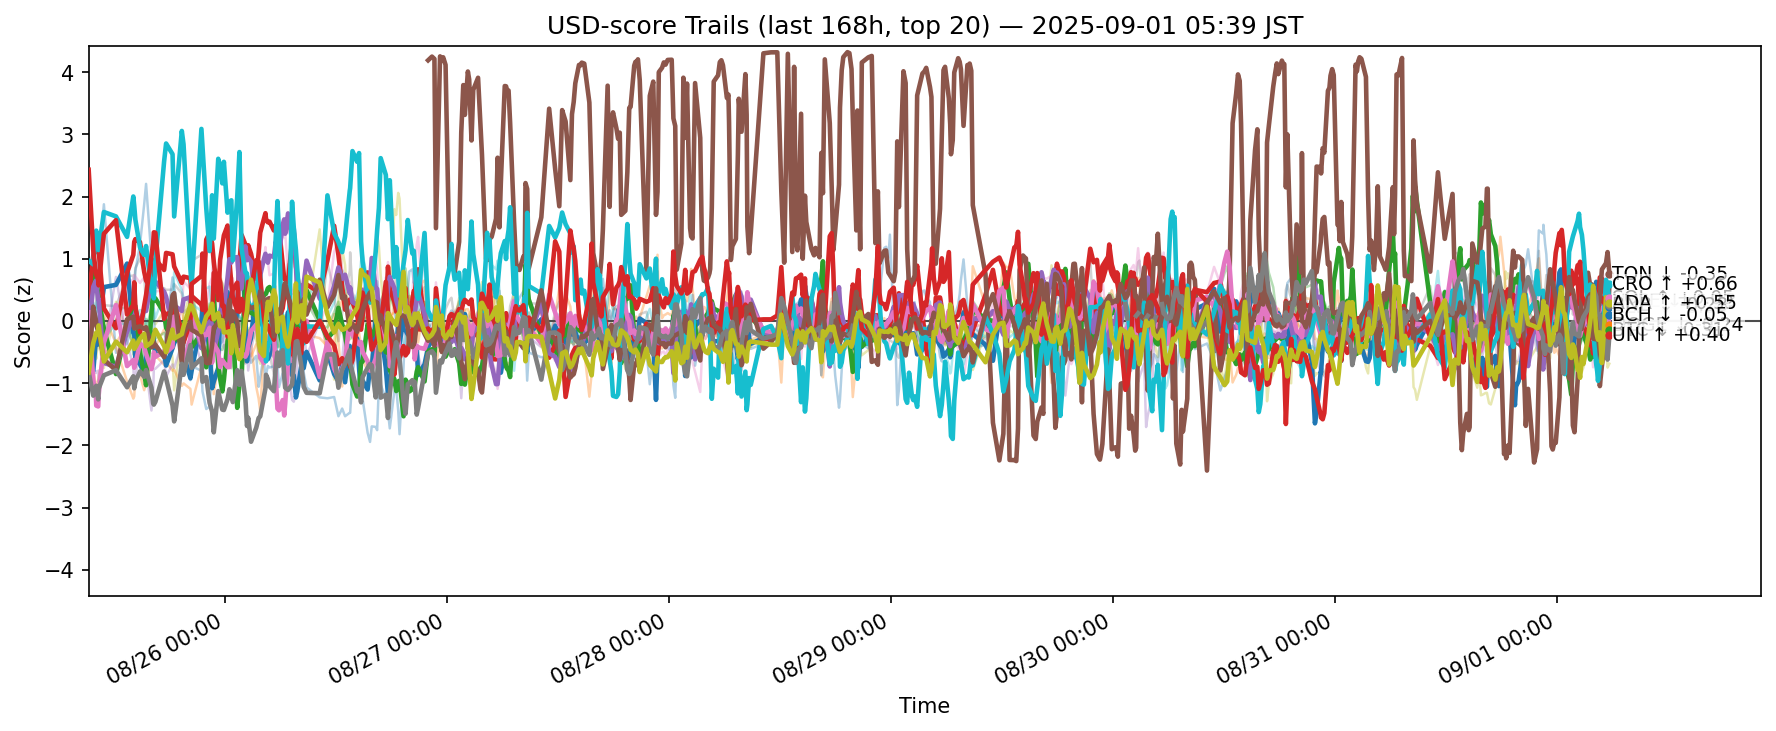 USD-score Trails (last 168h, top 20) — 2025-09-01 05:39 JST
Score (z)
4
3
2
1
0
−1
−2
−3
−4
TON ↓ -0.35
CRO ↑ +0.66
ADA ↑ +0.55
BCH ↓ -0.05
UNI ↑ +0.40
08/26 00:00
08/27 00:00
08/28 00:00
08/29 00:00
08/30 00:00
08/31 00:00
09/01 00:00
Time